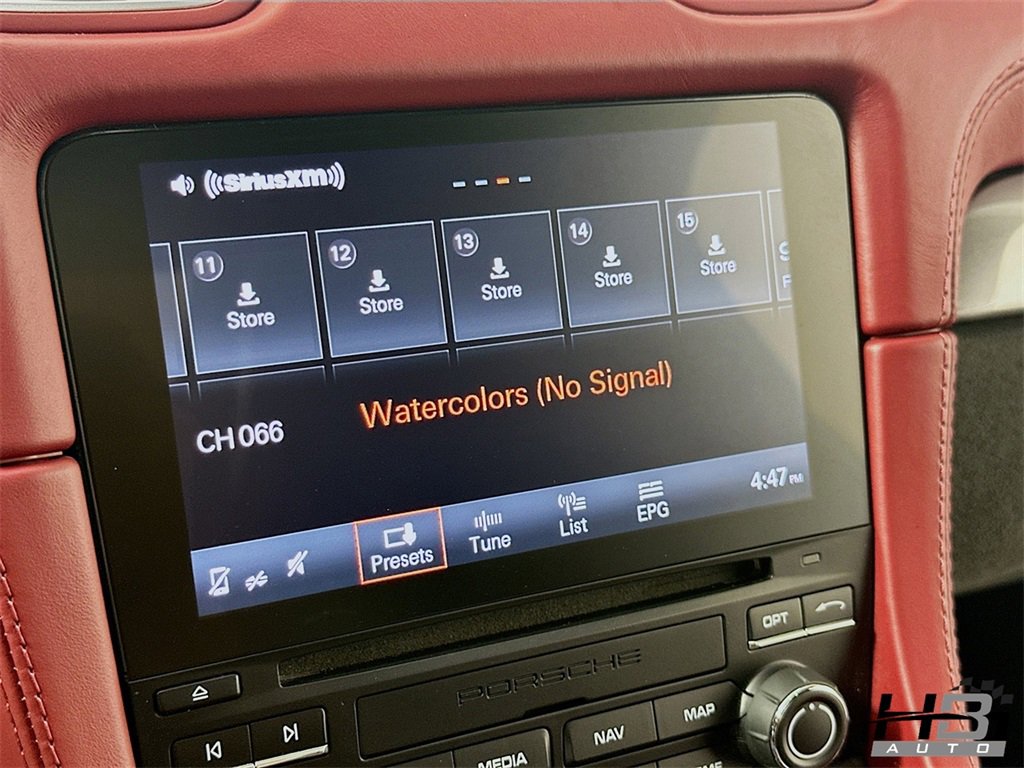 SiriusXM
11 Store
12 Store
13 Store
14 Store
15 Store
Watercolors (No Signal)
CH 066
Presets
Tune
List
EPG
4:47 PM
OPT
PORSCHE
MEDIA
NAV
MAP
HB
AUTO